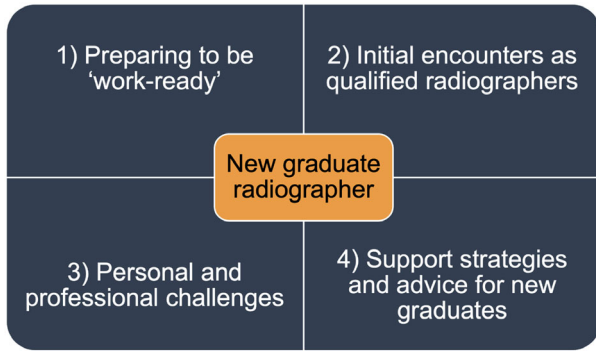 1) Preparing to be
‘work-ready’
2) Initial encounters as
qualified radiographers
New graduate
radiographer
3) Personal and
professional challenges
4) Support strategies
and advice for new
graduates